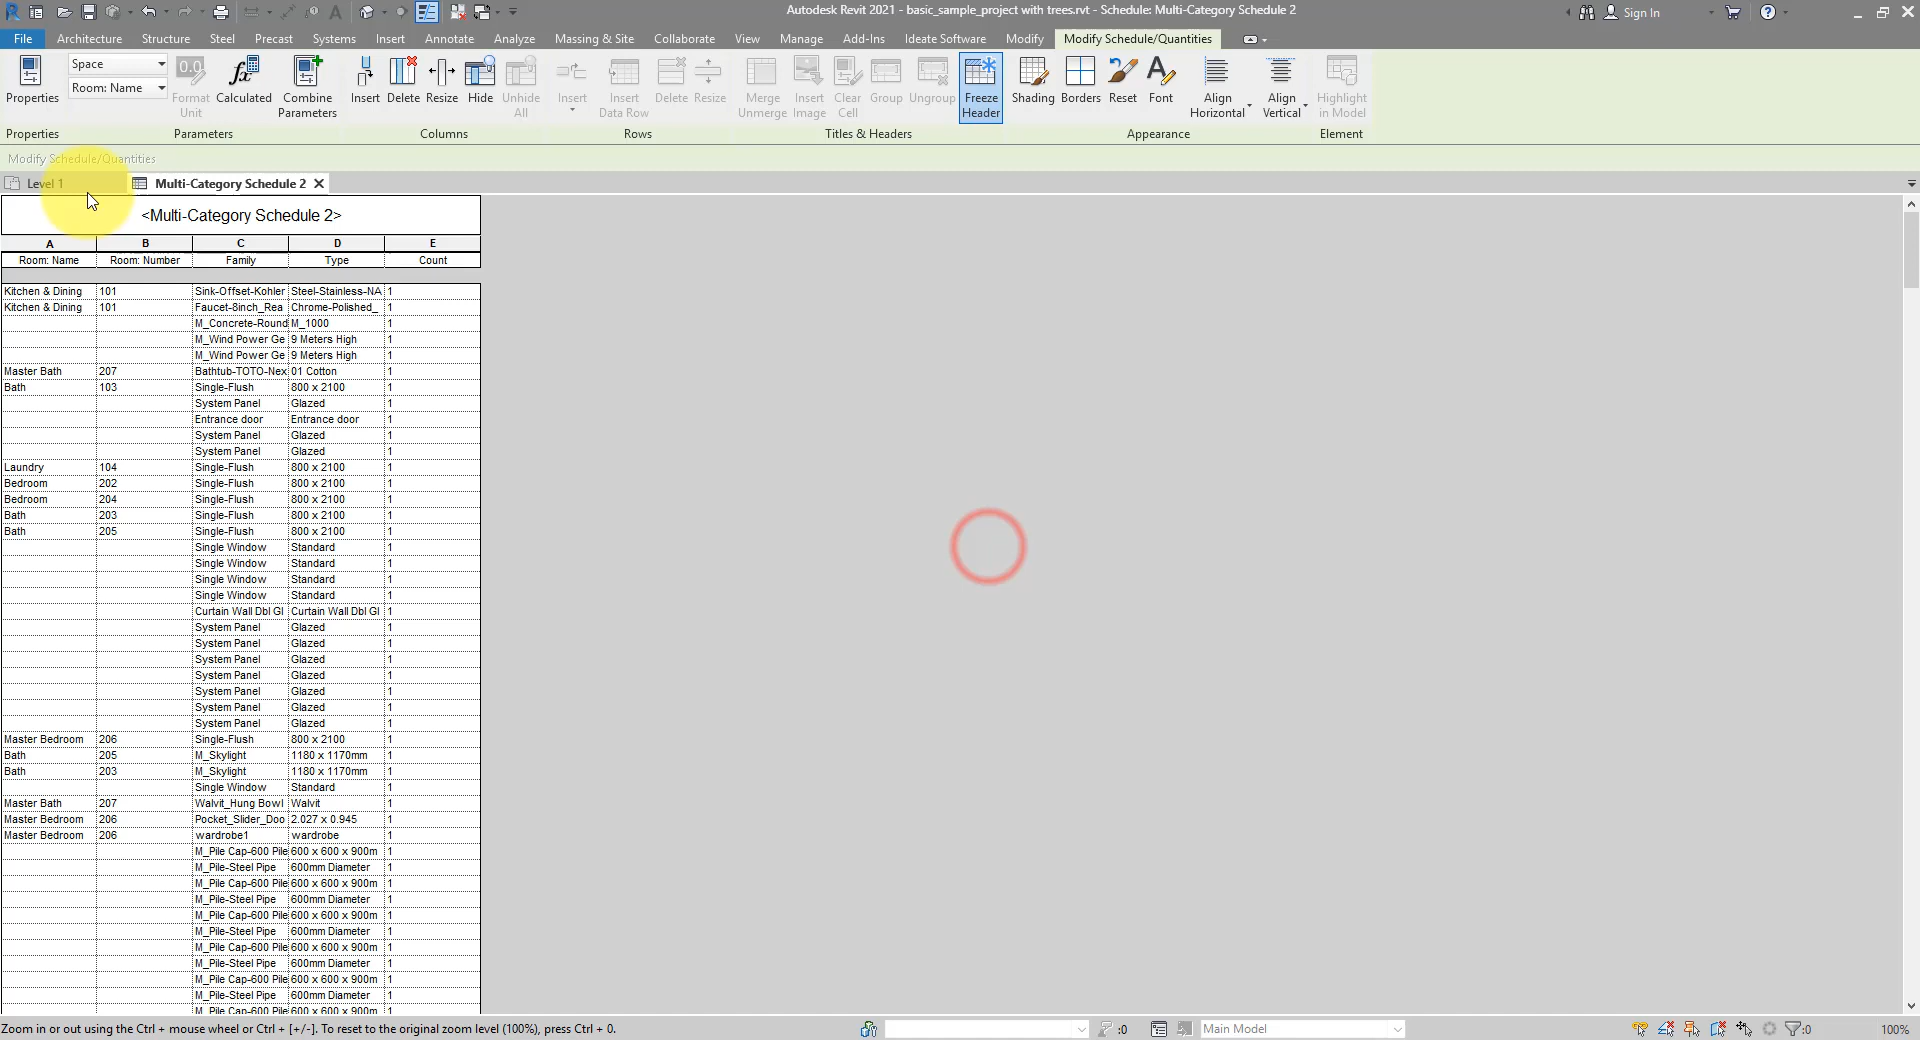 Autodesk Revit 2021 - basic_sample_project with trees.rvt - Schedule: Multi-Category Schedule 2
Sign In
File Architecture Structure Steel Precast Systems Insert Annotate Analyze Massing & Site Collaborate View Manage Add-Ins Ideate Software Modify Modify Schedule/Quantities
Space
Room: Name
Properties Format Unit Calculated Combine Parameters Insert Delete Resize Hide Unhide All Insert Insert Data Row Delete Resize Merge Unmerge Insert Image Clear Cell Group Ungroup Freeze Header Shading Borders Reset Font Align Horizontal Align Vertical Highlight in Model
Properties Parameters Columns Rows Titles & Headers Appearance Element
Modify Schedule/Quantities
Level 1 Multi-Category Schedule 2
<Multi-Category Schedule 2>
A B C D E
Room: Name Room: Number Family Type Count
Kitchen & Dining 101 Sink-Offset-Kohler Steel-Stainless-NA 1
Kitchen & Dining 101 Faucet-8inch_Rea Chrome-Polished_ 1
M_Concrete-Round M_1000 1
M_Wind Power Ge 9 Meters High 1
M_Wind Power Ge 9 Meters High 1
Master Bath 207 Bathtub-TOTO-Nex 01 Cotton 1
Bath 103 Single-Flush 800 x 2100 1
System Panel Glazed 1
Entrance door Entrance door 1
System Panel Glazed 1
System Panel Glazed 1
Laundry 104 Single-Flush 800 x 2100 1
Bedroom 202 Single-Flush 800 x 2100 1
Bedroom 204 Single-Flush 800 x 2100 1
Bath 203 Single-Flush 800 x 2100 1
Bath 205 Single-Flush 800 x 2100 1
Single Window Standard 1
Single Window Standard 1
Single Window Standard 1
Single Window Standard 1
Curtain Wall Dbl Gl Curtain Wall Dbl Gl 1
System Panel Glazed 1
System Panel Glazed 1
System Panel Glazed 1
System Panel Glazed 1
System Panel Glazed 1
System Panel Glazed 1
System Panel Glazed 1
Master Bedroom 206 Single-Flush 800 x 2100 1
Bath 205 M_Skylight 1180 x 1170mm 1
Bath 203 M_Skylight 1180 x 1170mm 1
Single Window Standard 1
Master Bath 207 Walvit_Hung Bowl Walvit 1
Master Bedroom 206 Pocket_Slider_Doo 2.027 x 0.945 1
Master Bedroom 206 wardrobe1 wardrobe 1
M_Pile Cap-600 Pile 600 x 600 x 900m 1
M_Pile-Steel Pipe 600mm Diameter 1
M_Pile Cap-600 Pile 600 x 600 x 900m 1
M_Pile-Steel Pipe 600mm Diameter 1
M_Pile Cap-600 Pile 600 x 600 x 900m 1
M_Pile-Steel Pipe 600mm Diameter 1
M_Pile Cap-600 Pile 600 x 600 x 900m 1
M_Pile-Steel Pipe 600mm Diameter 1
M_Pile Cap-600 Pile 600 x 600 x 900m 1
M_Pile-Steel Pipe 600mm Diameter 1
M_Pile Cap-600 Pile 600 x 600 x 900m 1
Zoom in or out using the Ctrl + mouse wheel or Ctrl + [+/-]. To reset to the original zoom level (100%), press Ctrl + 0. :0 Main Model :0 100%